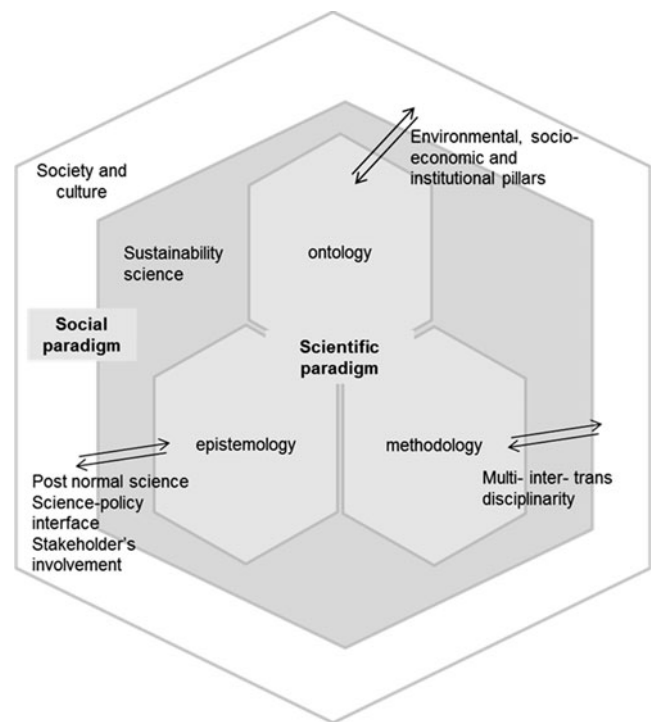 Environmental, socio-
economic and
institutional pillars
Society and
culture
Sustainability
science
ontology
Social
paradigm
Scientific
paradigm
epistemology
methodology
Post normal science
Science-policy
interface
Stakeholder's
involvement
Multi- inter- trans
disciplinarity